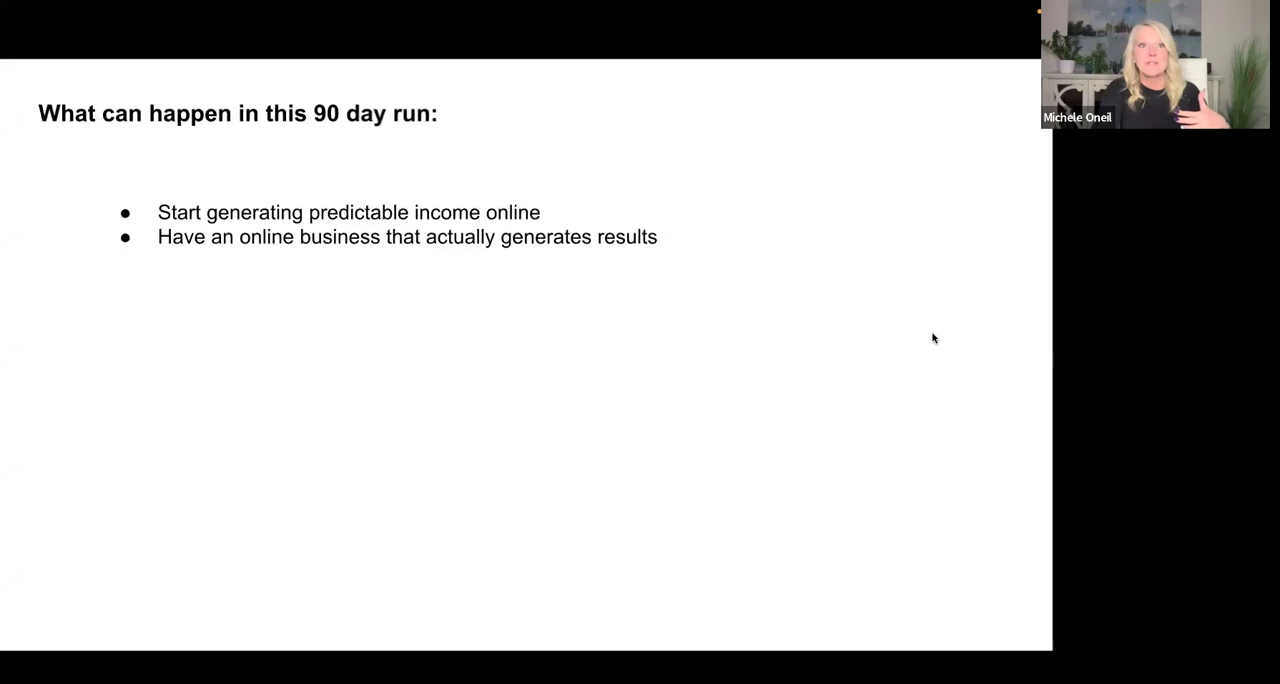 What can happen in this 90 day run:
● Start generating predictable income online
● Have an online business that actually generates results
Michele Oneil